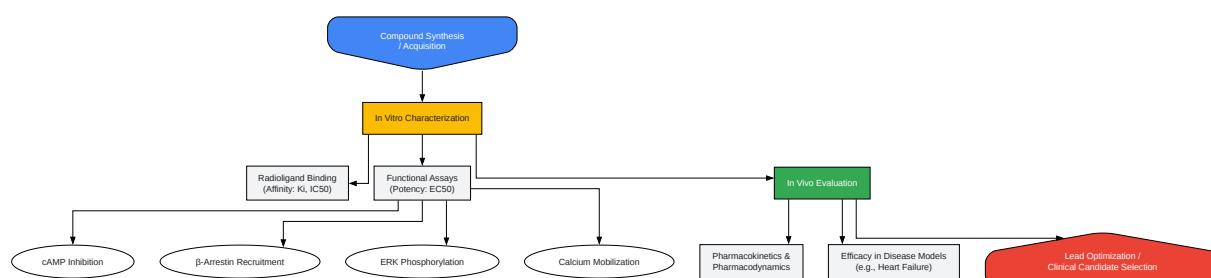 Compound Synthesis
/ Acquisition
In Vitro Characterization
Radioligand Binding
(Affinity: Ki, IC50)
Functional Assays
(Potency: EC50)
In Vivo Evaluation
cAMP Inhibition
β-Arrestin Recruitment
ERK Phosphorylation
Calcium Mobilization
Pharmacokinetics &
Pharmacodynamics
Efficacy in Disease Models
(e.g., Heart Failure)
Lead Optimization /
Clinical Candidate Selection